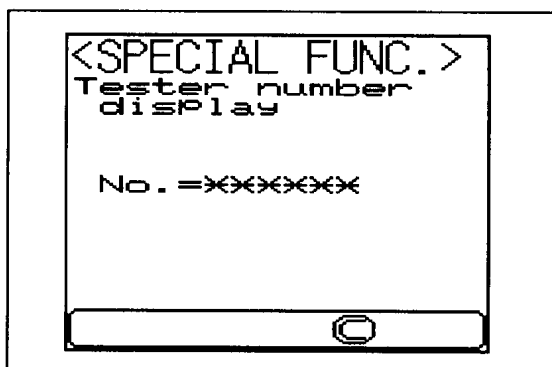 <SPECIAL FUNC.>
Tester number
display
No.=******
C